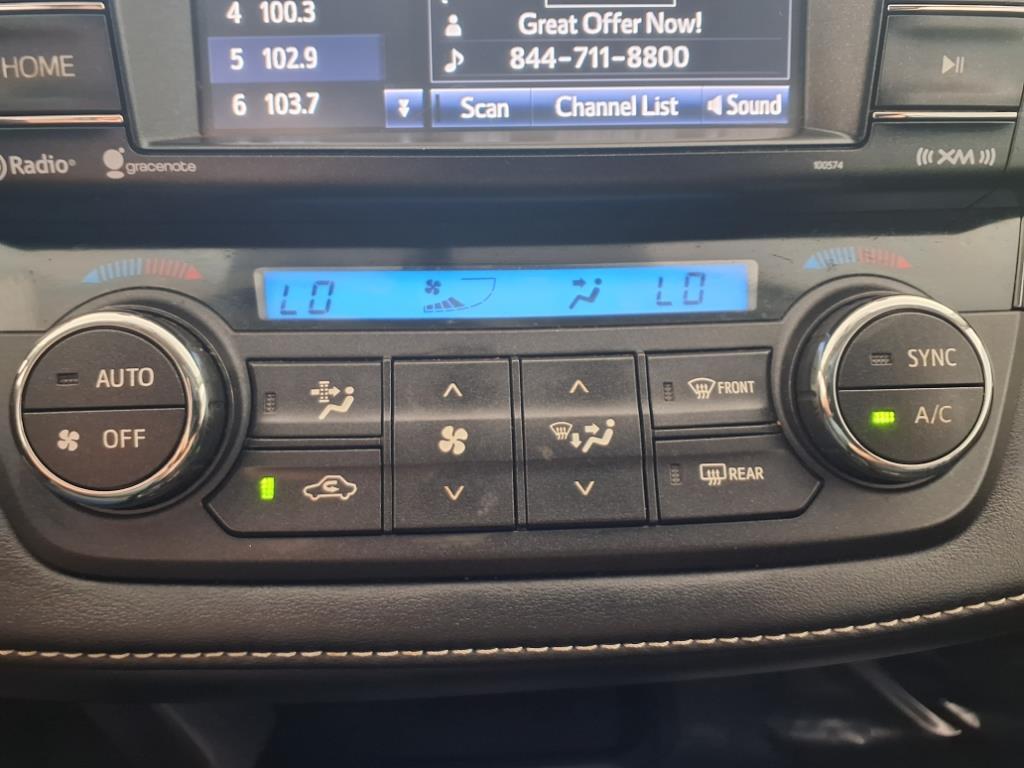 4 100.3
Great Offer Now!
HOME
5 102.9
844-711-8800
6 103.7
Scan
Channel List
Sound
Radio
gracenote
100574
XM
LO
LO
AUTO
OFF
FRONT
REAR
SYNC
A/C